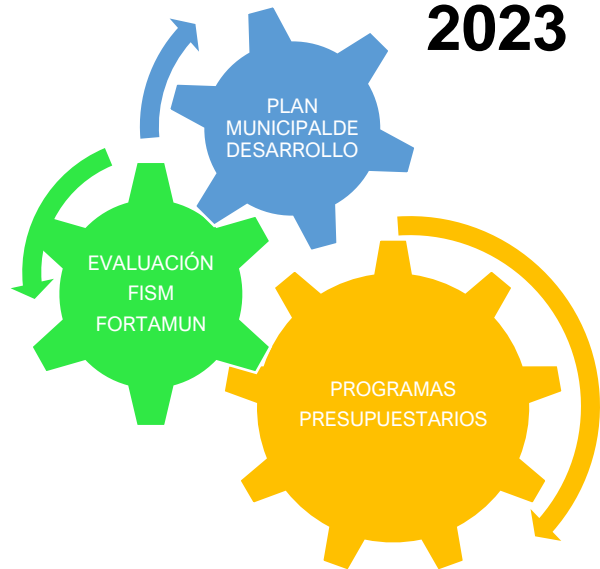 2023
PLAN
MUNICIPALDE
DESARROLLO
EVALUACIÓN
FISM
FORTAMUN
PROGRAMAS
PRESUPUESTARIOS